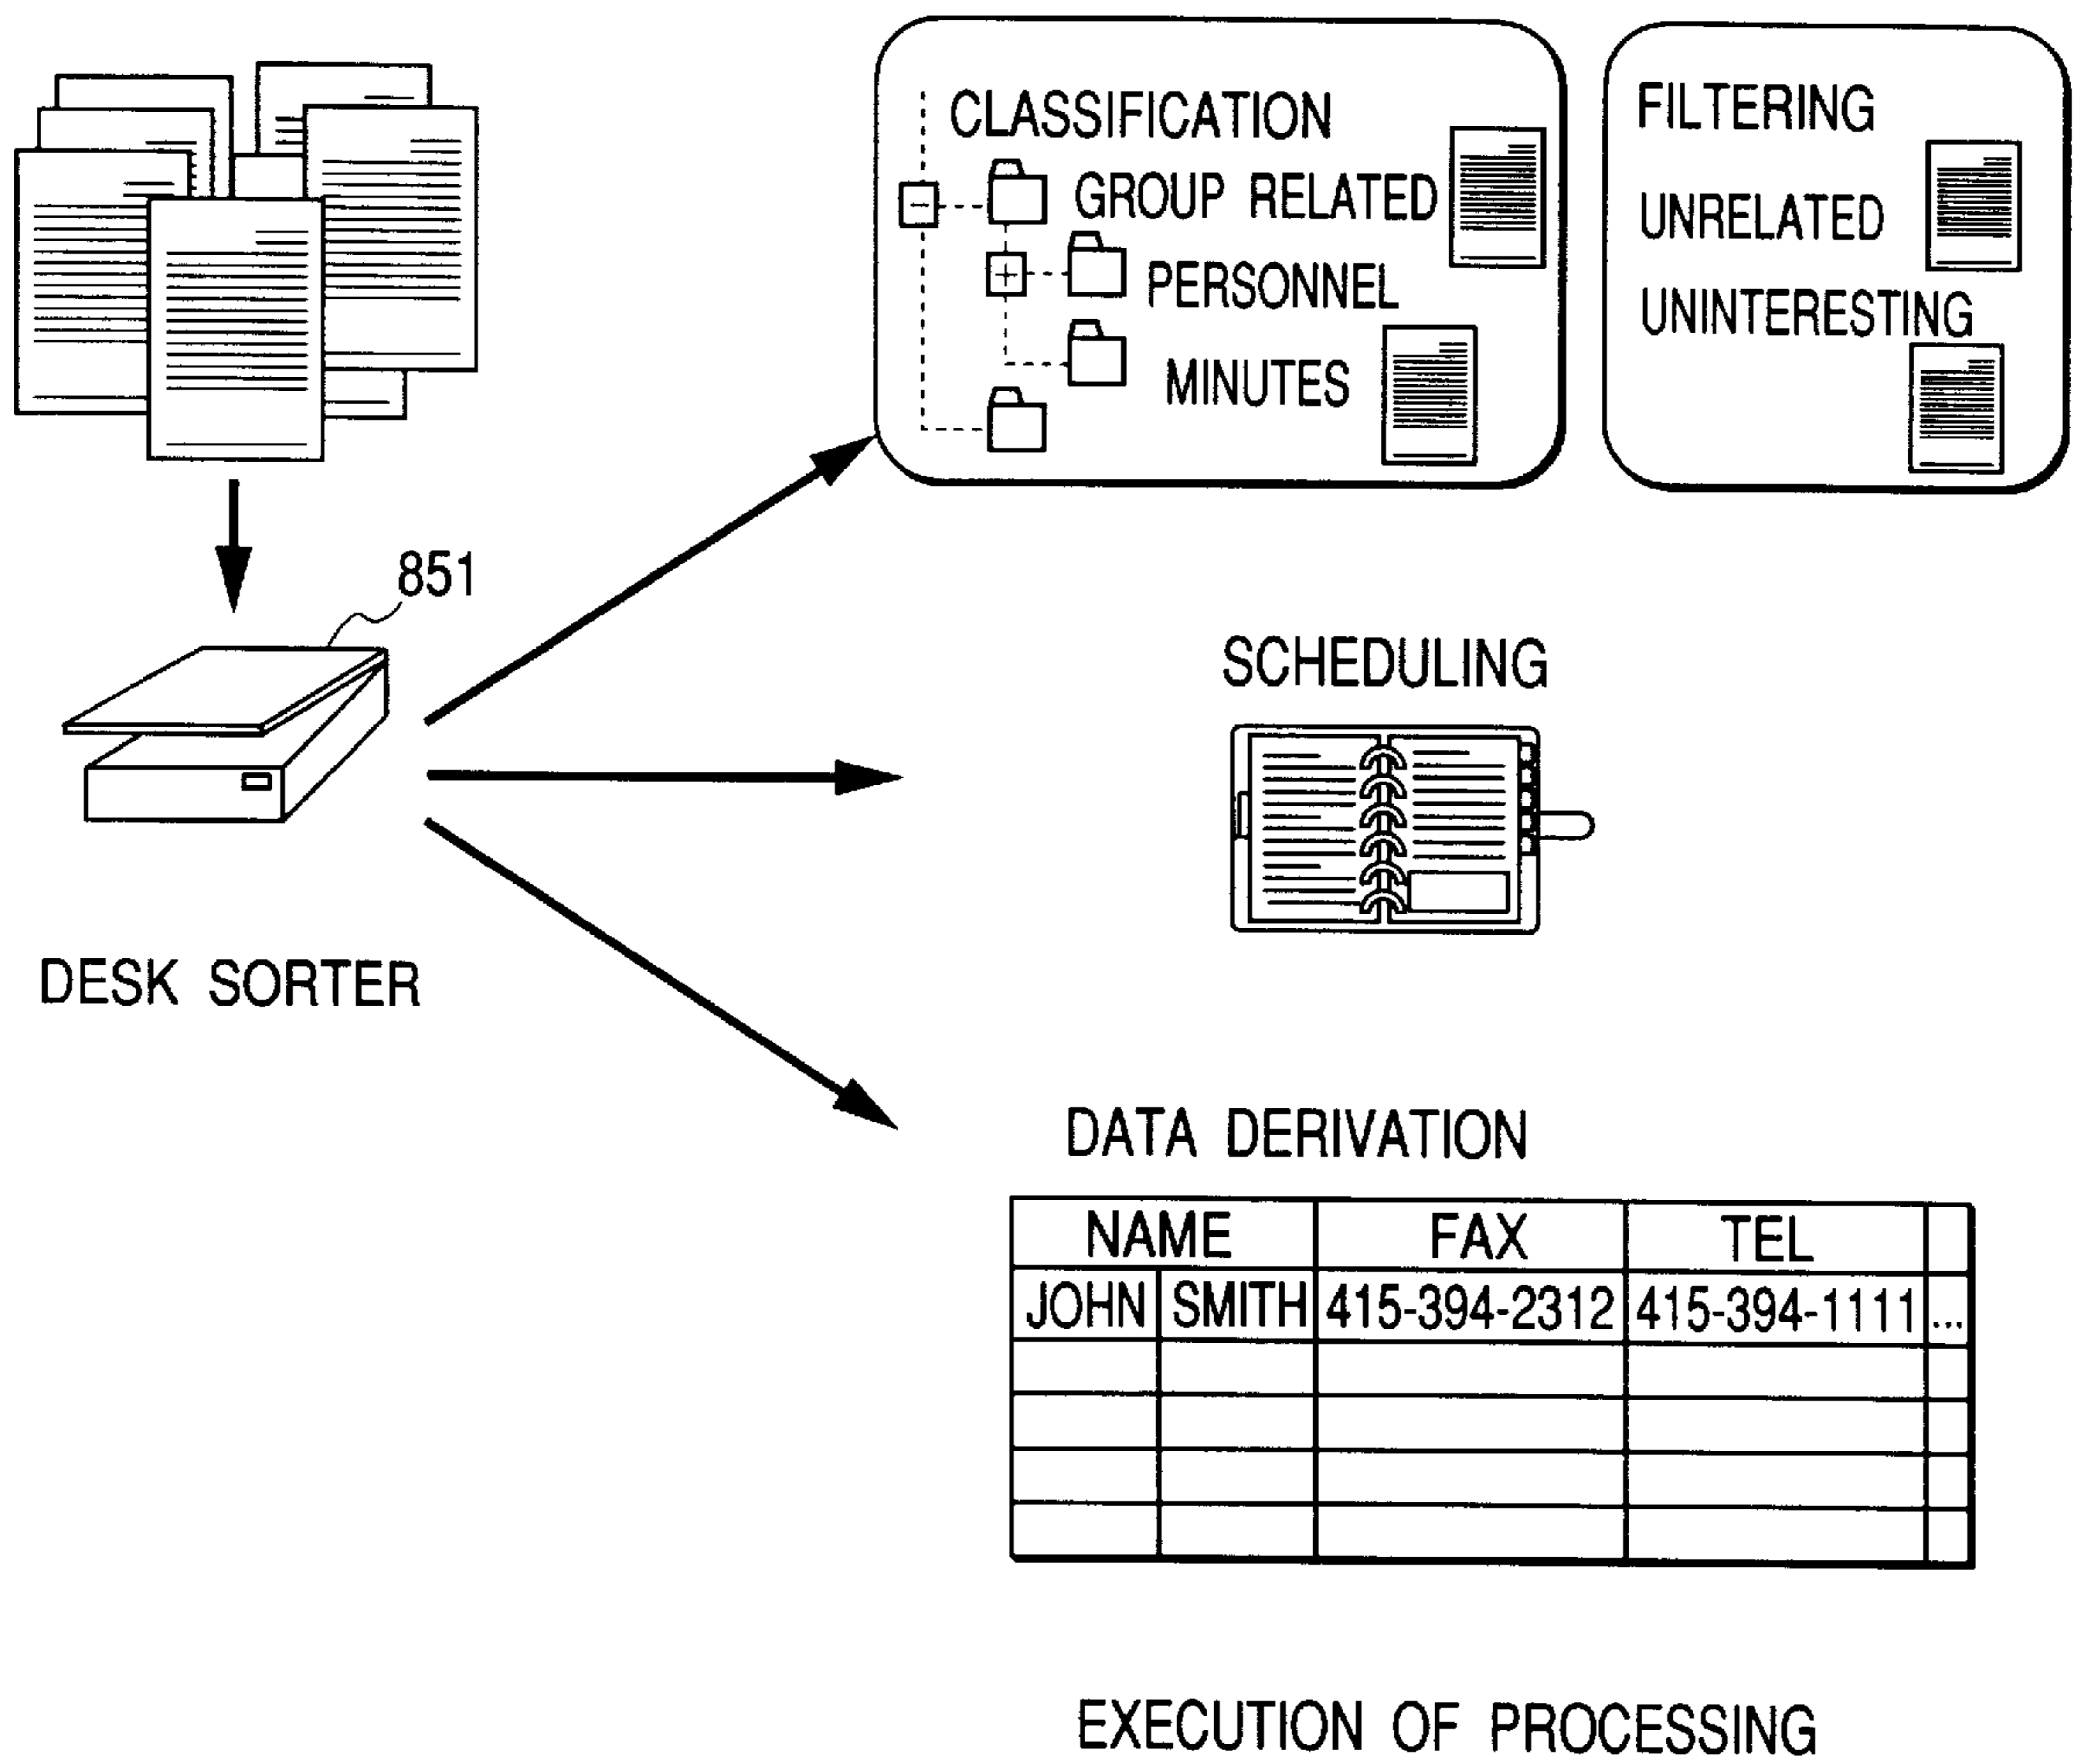 CLASSIFICATION
GROUP RELATED
PERSONNEL
MINUTES
FILTERING
UNRELATED
UNINTERESTING
851
DESK SORTER
SCHEDULING
DATA DERIVATION
NAME FAX TEL
JOHN SMITH 415-394-2312 415-394-1111 ...
EXECUTION OF PROCESSING